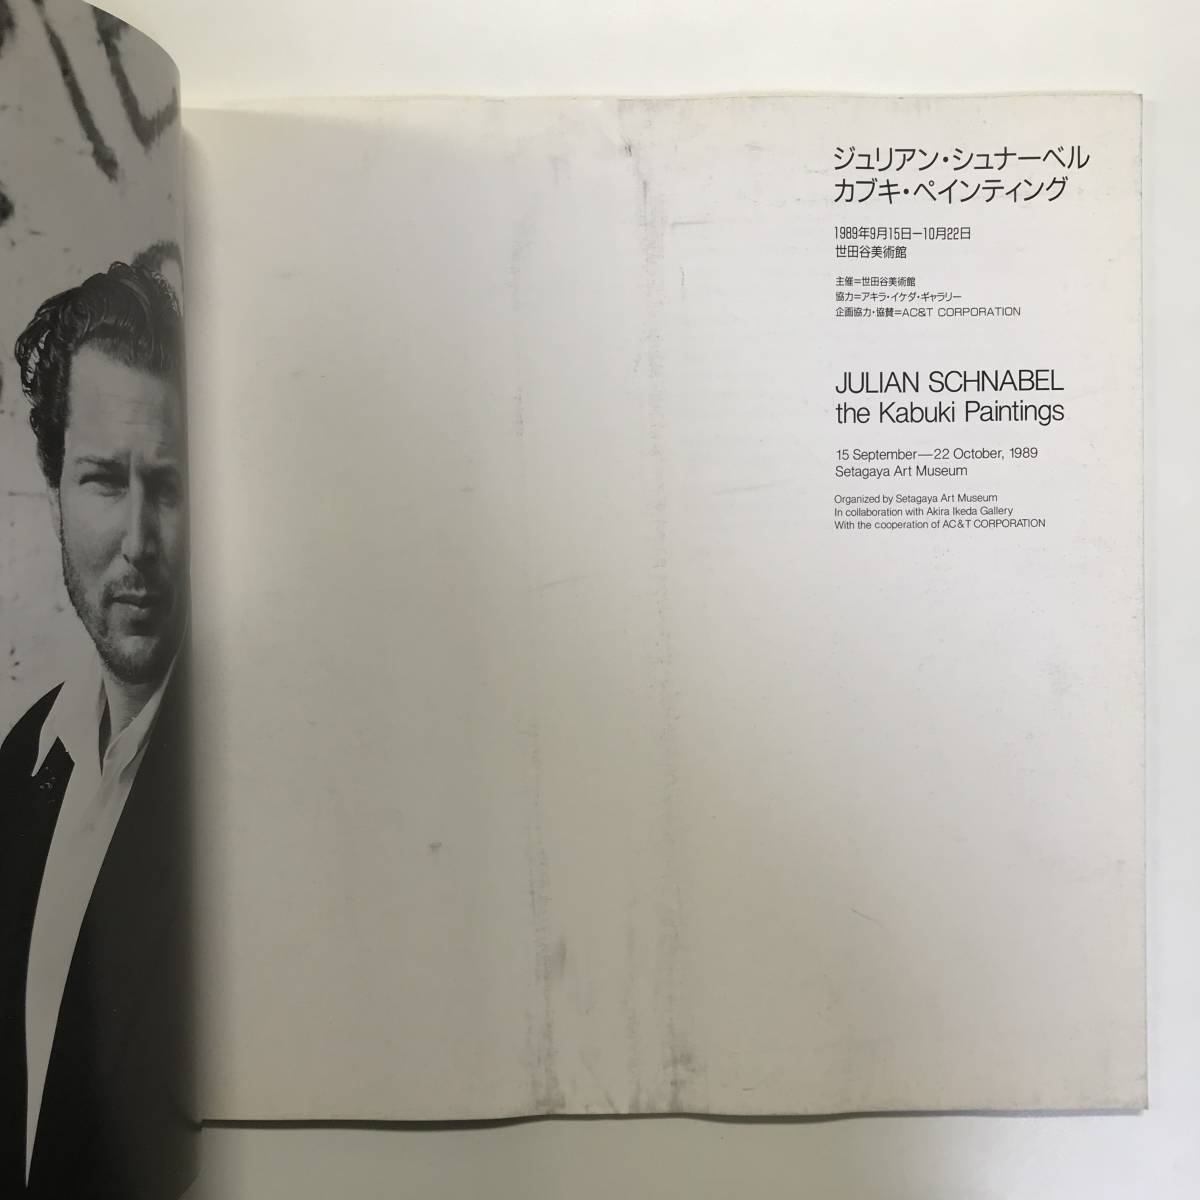 ジュリアン・シュナーベル
カブキ・ペインティング
1989年9月15日－10月22日
世田谷美術館
主催＝世田谷美術館
協力＝アキラ・イケダ・ギャラリー
企画協力・協賛＝AC&T CORPORATION
JULIAN SCHNABEL
the Kabuki Paintings
15 September—22 October, 1989
Setagaya Art Museum
Organized by Setagaya Art Museum
In collaboration with Akira Ikeda Gallery
With the cooperation of AC&T CORPORATION